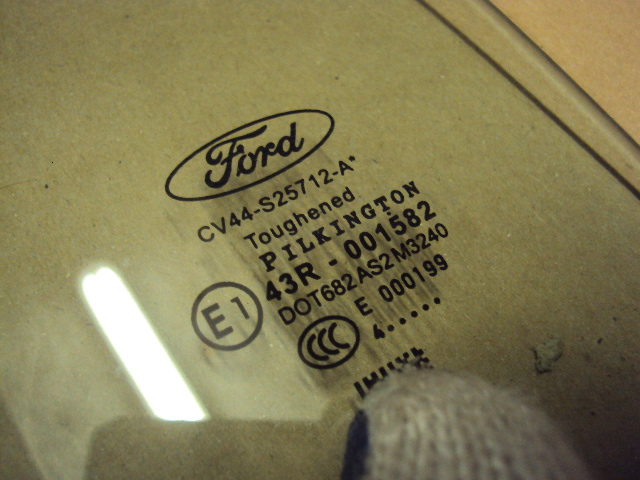 Ford
CV44-S25712-A*
Toughened
PILKINGTON
43R - 001582
DOT682AS2M3240
E1
CCC
E 000199
4•••••